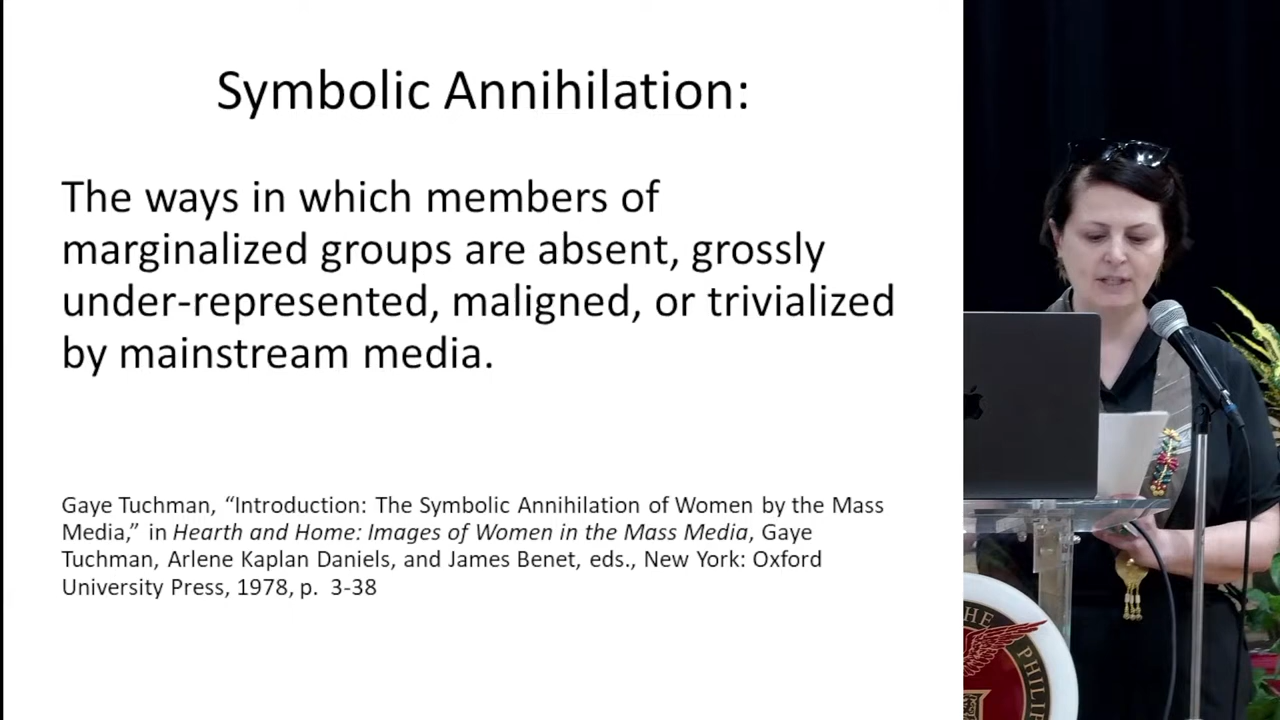 Symbolic Annihilation:
The ways in which members of
marginalized groups are absent, grossly
under-represented, maligned, or trivialized
by mainstream media.
Gaye Tuchman, “Introduction: The Symbolic Annihilation of Women by the Mass
Media,” in Hearth and Home: Images of Women in the Mass Media, Gaye
Tuchman, Arlene Kaplan Daniels, and James Benet, eds., New York: Oxford
University Press, 1978, p. 3-38
THE